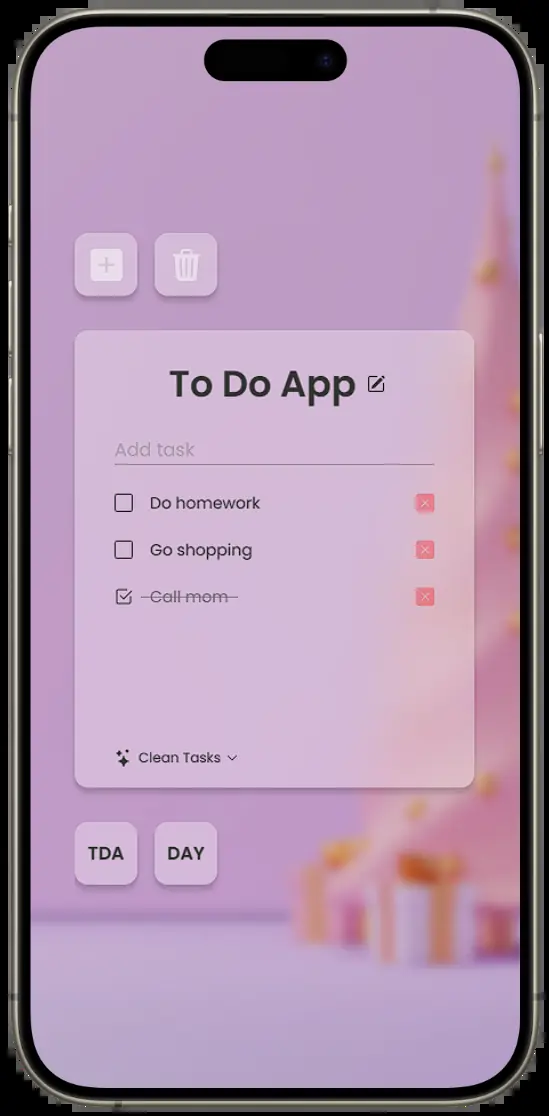 To Do App
Add task
Do homework
Go shopping
Call mom
Clean Tasks
TDA DAY